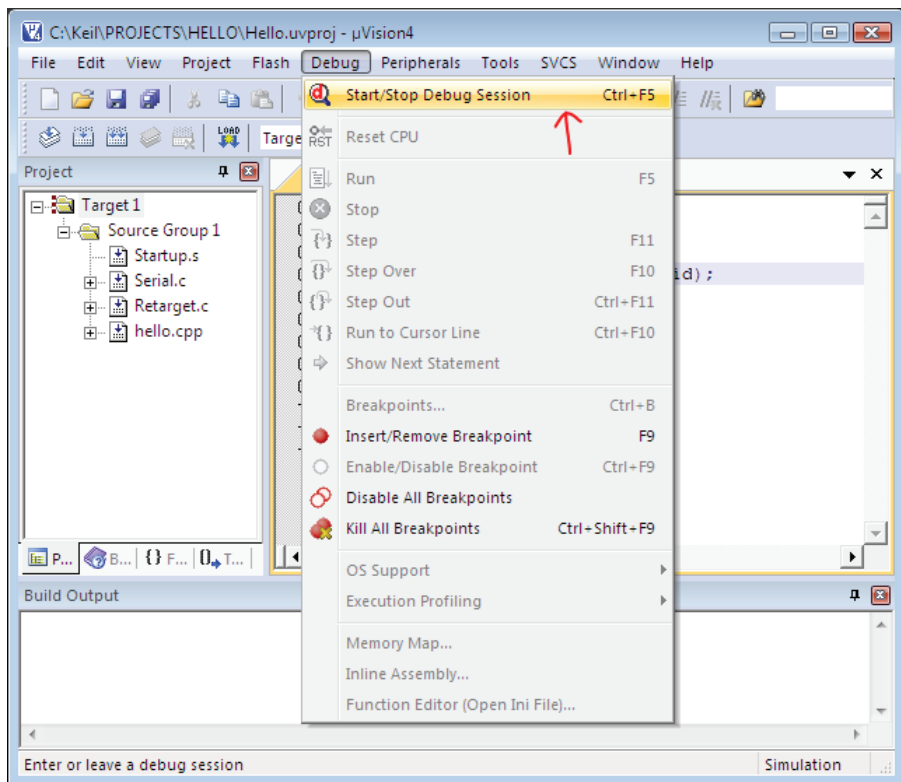 C:\Keil\PROJECTS\HELLO\Hello.uvproj - µVision4
File Edit View Project Flash Debug Peripherals Tools SVCS Window Help
Start/Stop Debug Session Ctrl+F5
LOAD Targe
RST Reset CPU
Project
Run F5
Target 1
Stop
Source Group 1
Step F11
Startup.s
Step Over F10
id);
Serial.c
Step Out Ctrl+F11
Retarget.c
Run to Cursor Line Ctrl+F10
hello.cpp
Show Next Statement
Breakpoints... Ctrl+B
Insert/Remove Breakpoint F9
Enable/Disable Breakpoint Ctrl+F9
Disable All Breakpoints
Kill All Breakpoints Ctrl+Shift+F9
P... B... {} F... 0 T...
OS Support
Build Output
Execution Profiling
Memory Map...
Inline Assembly...
Function Editor (Open Ini File)...
Enter or leave a debug session Simulation